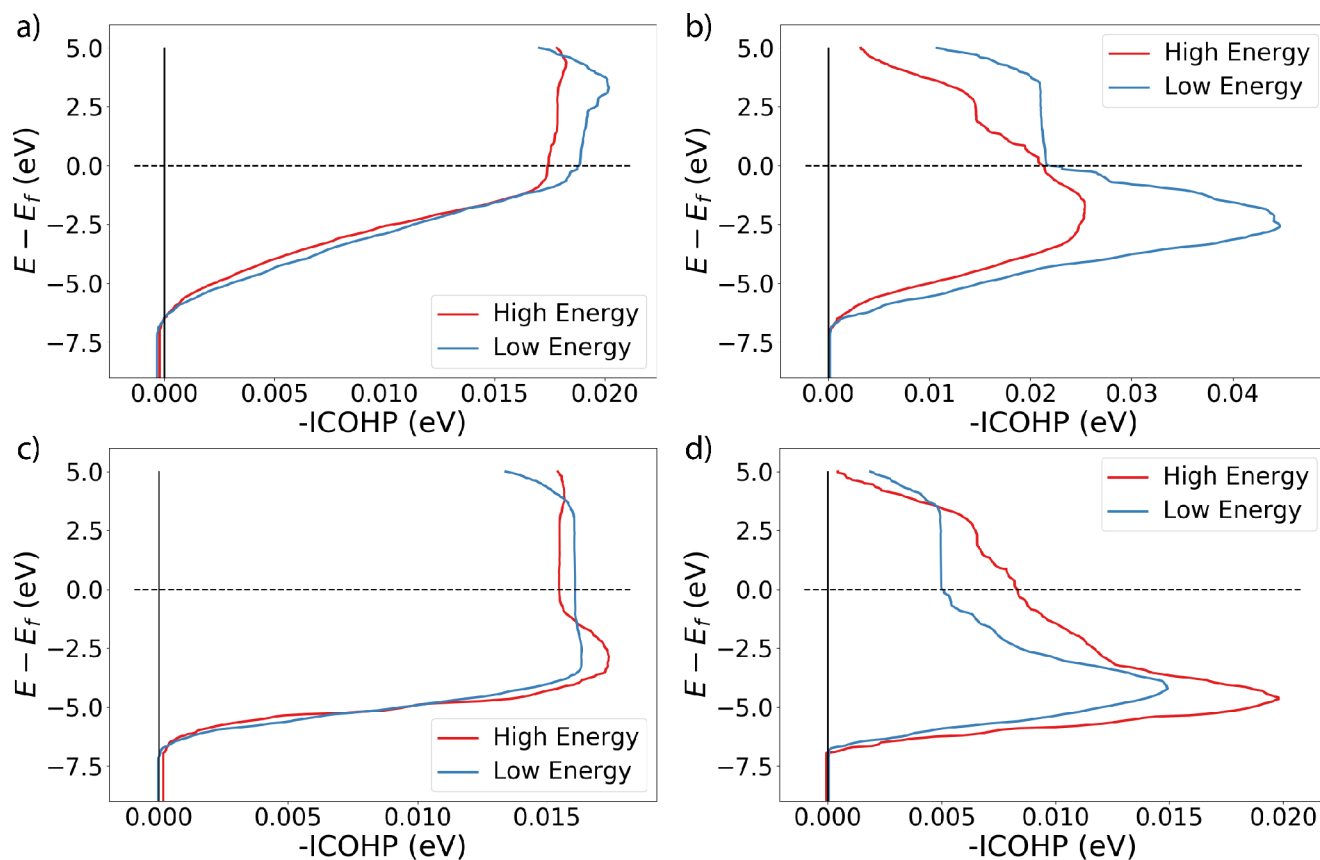 a)
5.0
2.5
0.0
−2.5
−5.0
−7.5
E − E_f (eV)
High Energy
Low Energy
0.000 0.005 0.010 0.015 0.020
-ICOHP (eV)
b)
5.0
2.5
0.0
−2.5
−5.0
−7.5
E − E_f (eV)
High Energy
Low Energy
0.00 0.01 0.02 0.03 0.04
-ICOHP (eV)
c)
5.0
2.5
0.0
−2.5
−5.0
−7.5
E − E_f (eV)
High Energy
Low Energy
0.000 0.005 0.010 0.015
-ICOHP (eV)
d)
5.0
2.5
0.0
−2.5
−5.0
−7.5
E − E_f (eV)
High Energy
Low Energy
0.000 0.005 0.010 0.015 0.020
-ICOHP (eV)